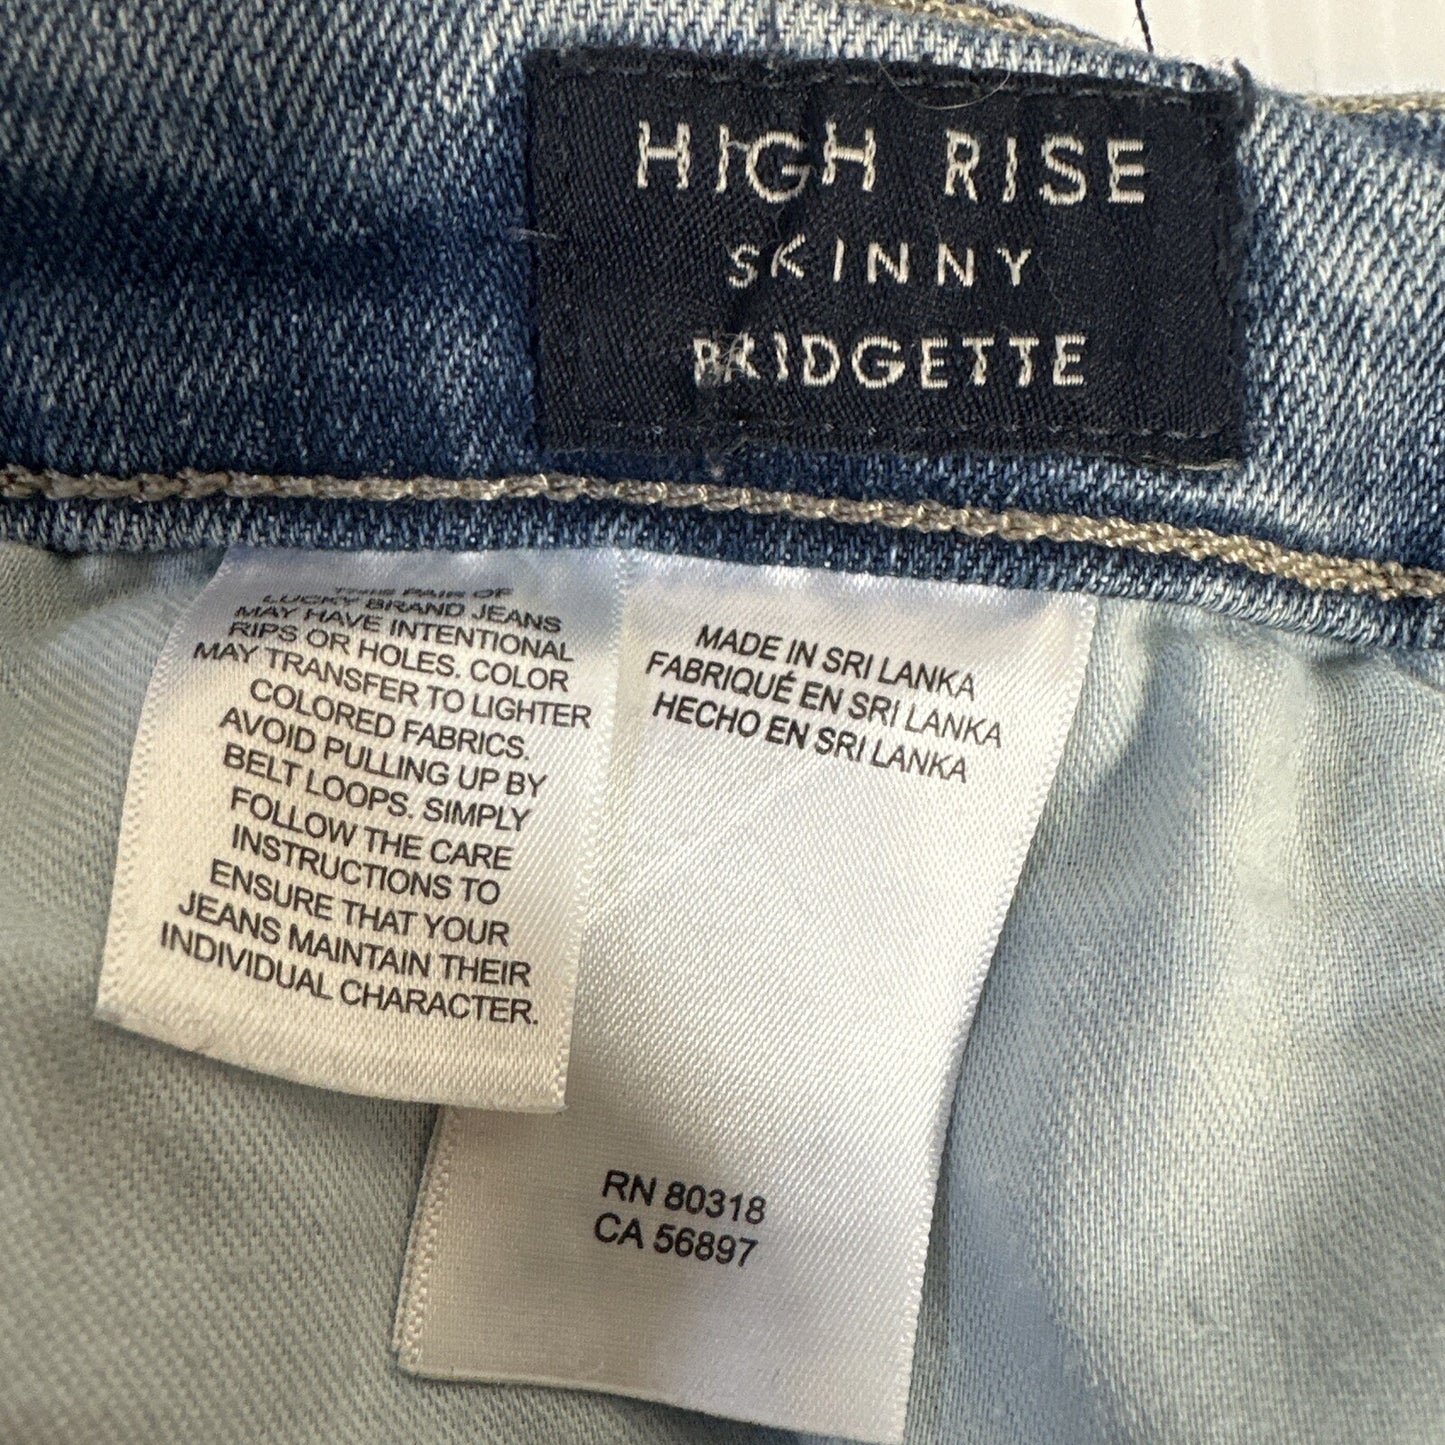 HIGH RISE
SKINNY
BRIDGETTE
THIS PAIR OF
LUCKY BRAND JEANS
MAY HAVE INTENTIONAL
RIPS OR HOLES. COLOR
MAY TRANSFER TO LIGHTER
COLORED FABRICS.
AVOID PULLING UP BY
BELT LOOPS. SIMPLY
FOLLOW THE CARE
INSTRUCTIONS TO
ENSURE THAT YOUR
JEANS MAINTAIN THEIR
INDIVIDUAL CHARACTER.
MADE IN SRI LANKA
FABRIQUÉ EN SRI LANKA
HECHO EN SRI LANKA
RN 80318
CA 56897